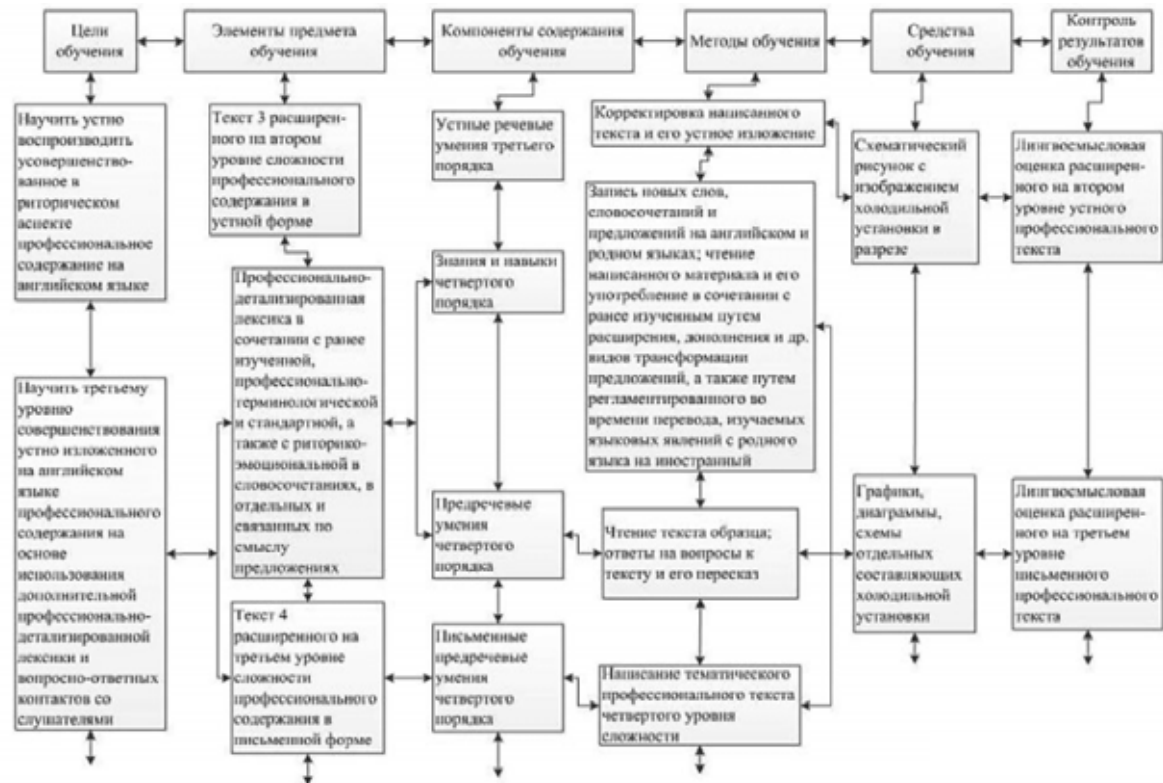 Цели
обучения
Элементы предмета
обучения
Компоненты содержания
обучения
Методы обучения
Средства
обучения
Контроль
результатов
обучения
Научить устно
воспроизводить
усовершенство-
ванное в
риторическом
аспекте
профессиональное
содержание на
английском языке
Научить третьему
уровню
совершенствования
устно изложенного
на английском
языке
профессионального
содержания на
основе
использования
дополнительной
профессионально-
детализированной
лексики и
вопросно-ответных
контактов со
слушателями
Текст 3 расширен-
ного на втором
уровне сложности
профессионального
содержания в
устной форме
Профессионально-
детализированная
лексика в
сочетании с ранее
изученной,
профессионально-
терминологической
и стандартной, а
также с риторико-
эмоциональной в
словосочетаниях, в
отдельных и
связанных по
смыслу
предложениях
Текст 4
расширенного на
третьем уровне
сложности
профессионального
содержания в
письменной форме
Устные речевые
умения третьего
порядка
Знания и навыки
четвертого
порядка
Предречевые
умения
четвертого
порядка
Письменные
предречевые
умения
четвертого
порядка
Корректировка написанного
текста и его устное изложение
Запись новых слов,
словосочетаний и
предложений на английском и
родном языках; чтение
написанного материала и его
употребление в сочетании с
ранее изученным путем
расширения, дополнения и др.
видов трансформации
предложений, а также путем
регламентированного во
времени перевода, изучаемых
языковых явлений с родного
языка на иностранный
Чтение текста образца;
ответы на вопросы к
тексту и его пересказ
Написание тематического
профессионального текста
четвертого уровня
сложности
Схематический
рисунок с
изображением
холодильной
установки в
разрезе
Графики,
диаграммы,
схемы
отдельных
составляющих
холодильной
установки
Лингвосмысловая
оценка расширен-
ного на втором
уровне устного
профессионального
текста
Лингвосмысловая
оценка расширен-
ного на третьем
уровне
письменного
профессионального
текста